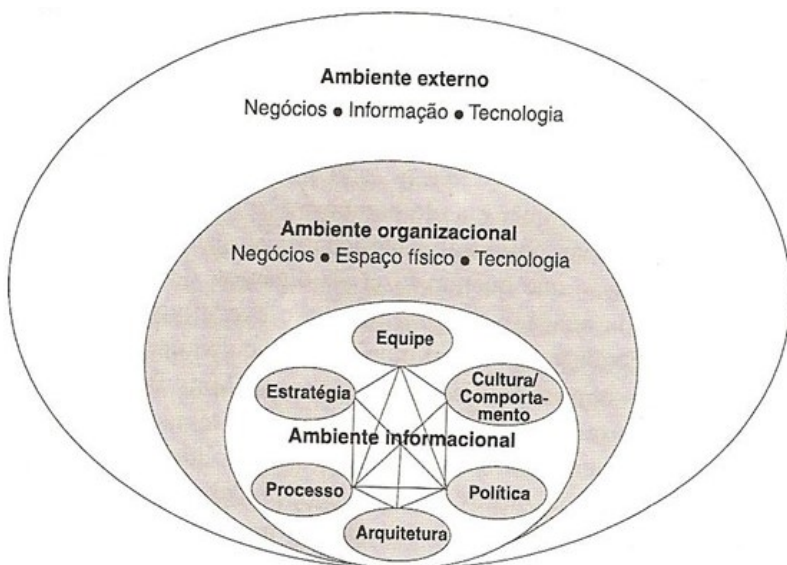 Ambiente externo
Negócios ● Informação ● Tecnologia
Ambiente organizacional
Negócios ● Espaço físico ● Tecnologia
Equipe
Estratégia
Cultura/
Comporta-
mento
Ambiente informacional
Processo
Política
Arquitetura